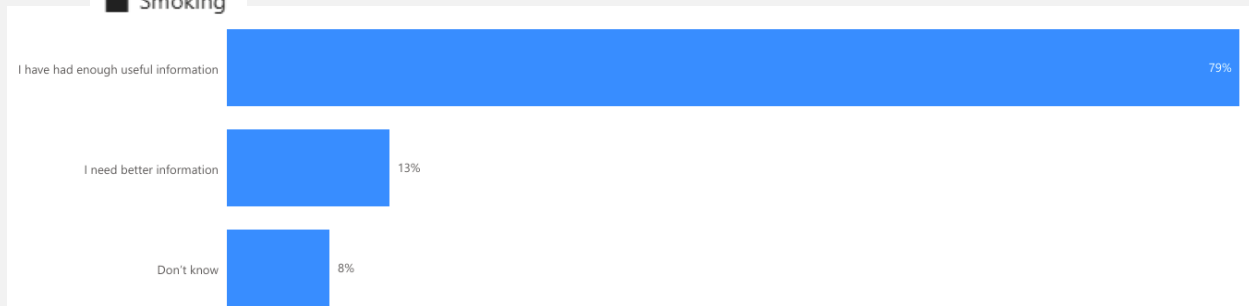 Smoking
I have had enough useful information
79%
I need better information
13%
Don't know
8%